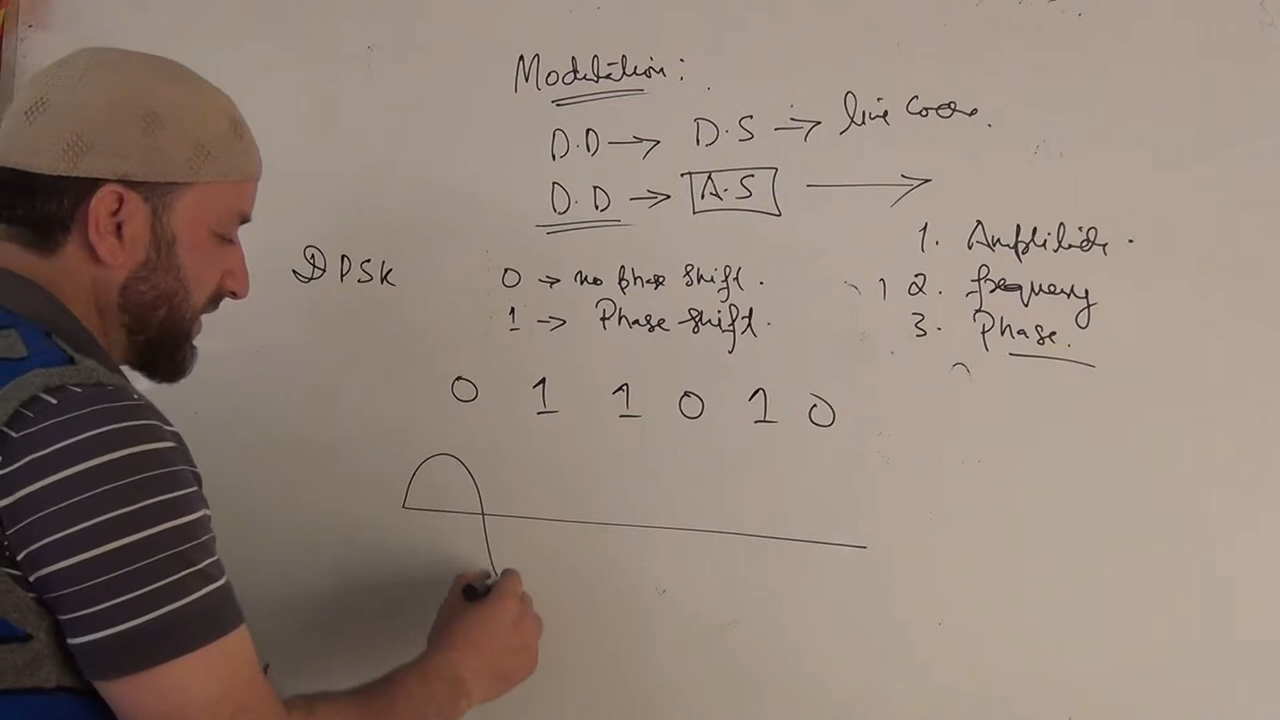 Modulation:
D.D → D.S → line code.
D.D → A.S →
1. Amplitude.
DPSK 0 → no phase shift. 2. frequency
1 → Phase shift. 3. Phase.
0 1 1 0 1 0